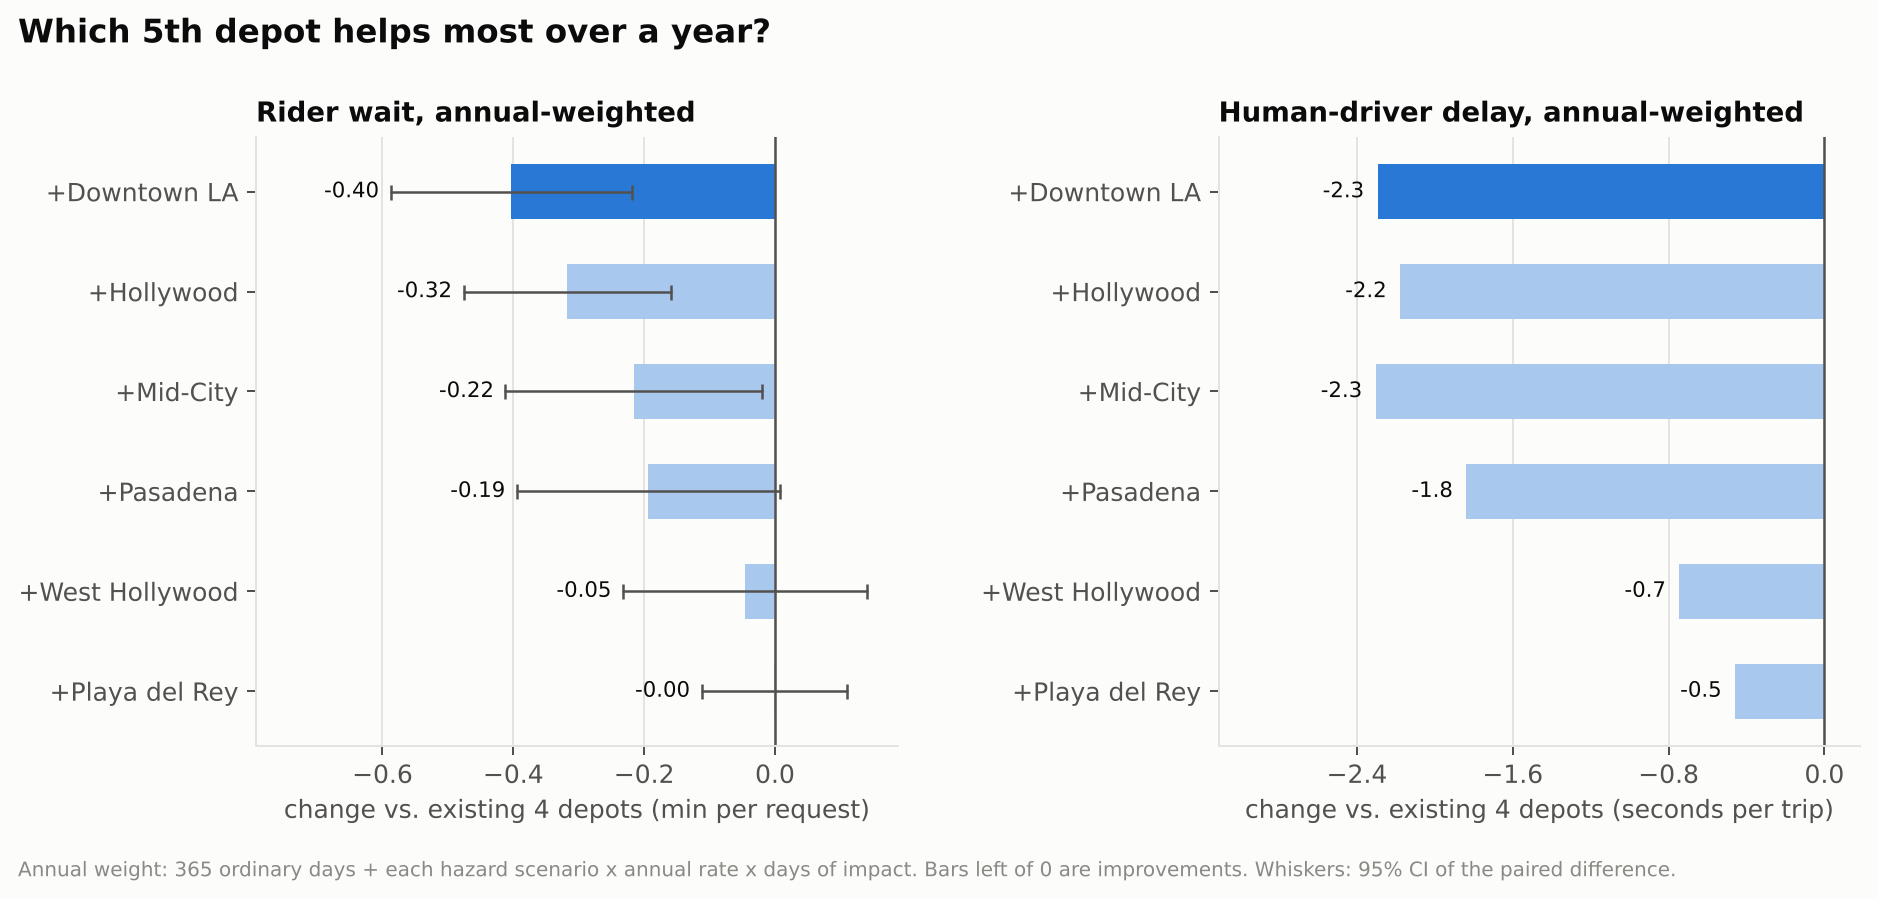 Which 5th depot helps most over a year?
Rider wait, annual-weighted
+Downtown LA
-0.40
+Hollywood
-0.32
+Mid-City
-0.22
+Pasadena
-0.19
+West Hollywood
-0.05
+Playa del Rey
-0.00
−0.6 −0.4 −0.2 0.0
change vs. existing 4 depots (min per request)
Human-driver delay, annual-weighted
+Downtown LA
-2.3
+Hollywood
-2.2
+Mid-City
-2.3
+Pasadena
-1.8
+West Hollywood
-0.7
+Playa del Rey
-0.5
−2.4 −1.6 −0.8 0.0
change vs. existing 4 depots (seconds per trip)
Annual weight: 365 ordinary days + each hazard scenario x annual rate x days of impact. Bars left of 0 are improvements. Whiskers: 95% CI of the paired difference.